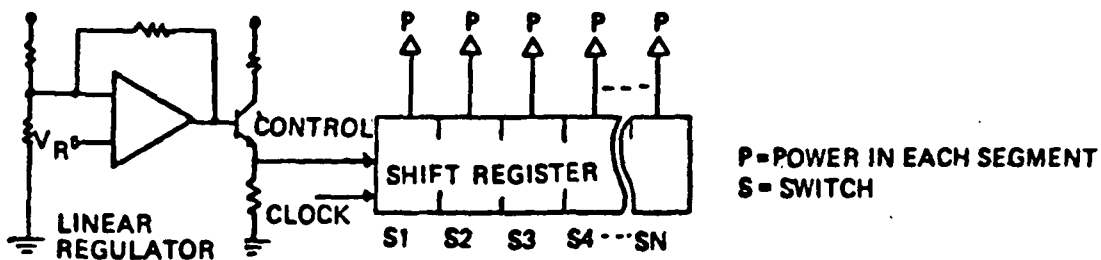 P P P P P
CONTROL
V_R
SHIFT REGISTER
P=POWER IN EACH SEGMENT
S=SWITCH
CLOCK
LINEAR
REGULATOR
S1 S2 S3 S4 ---- SN